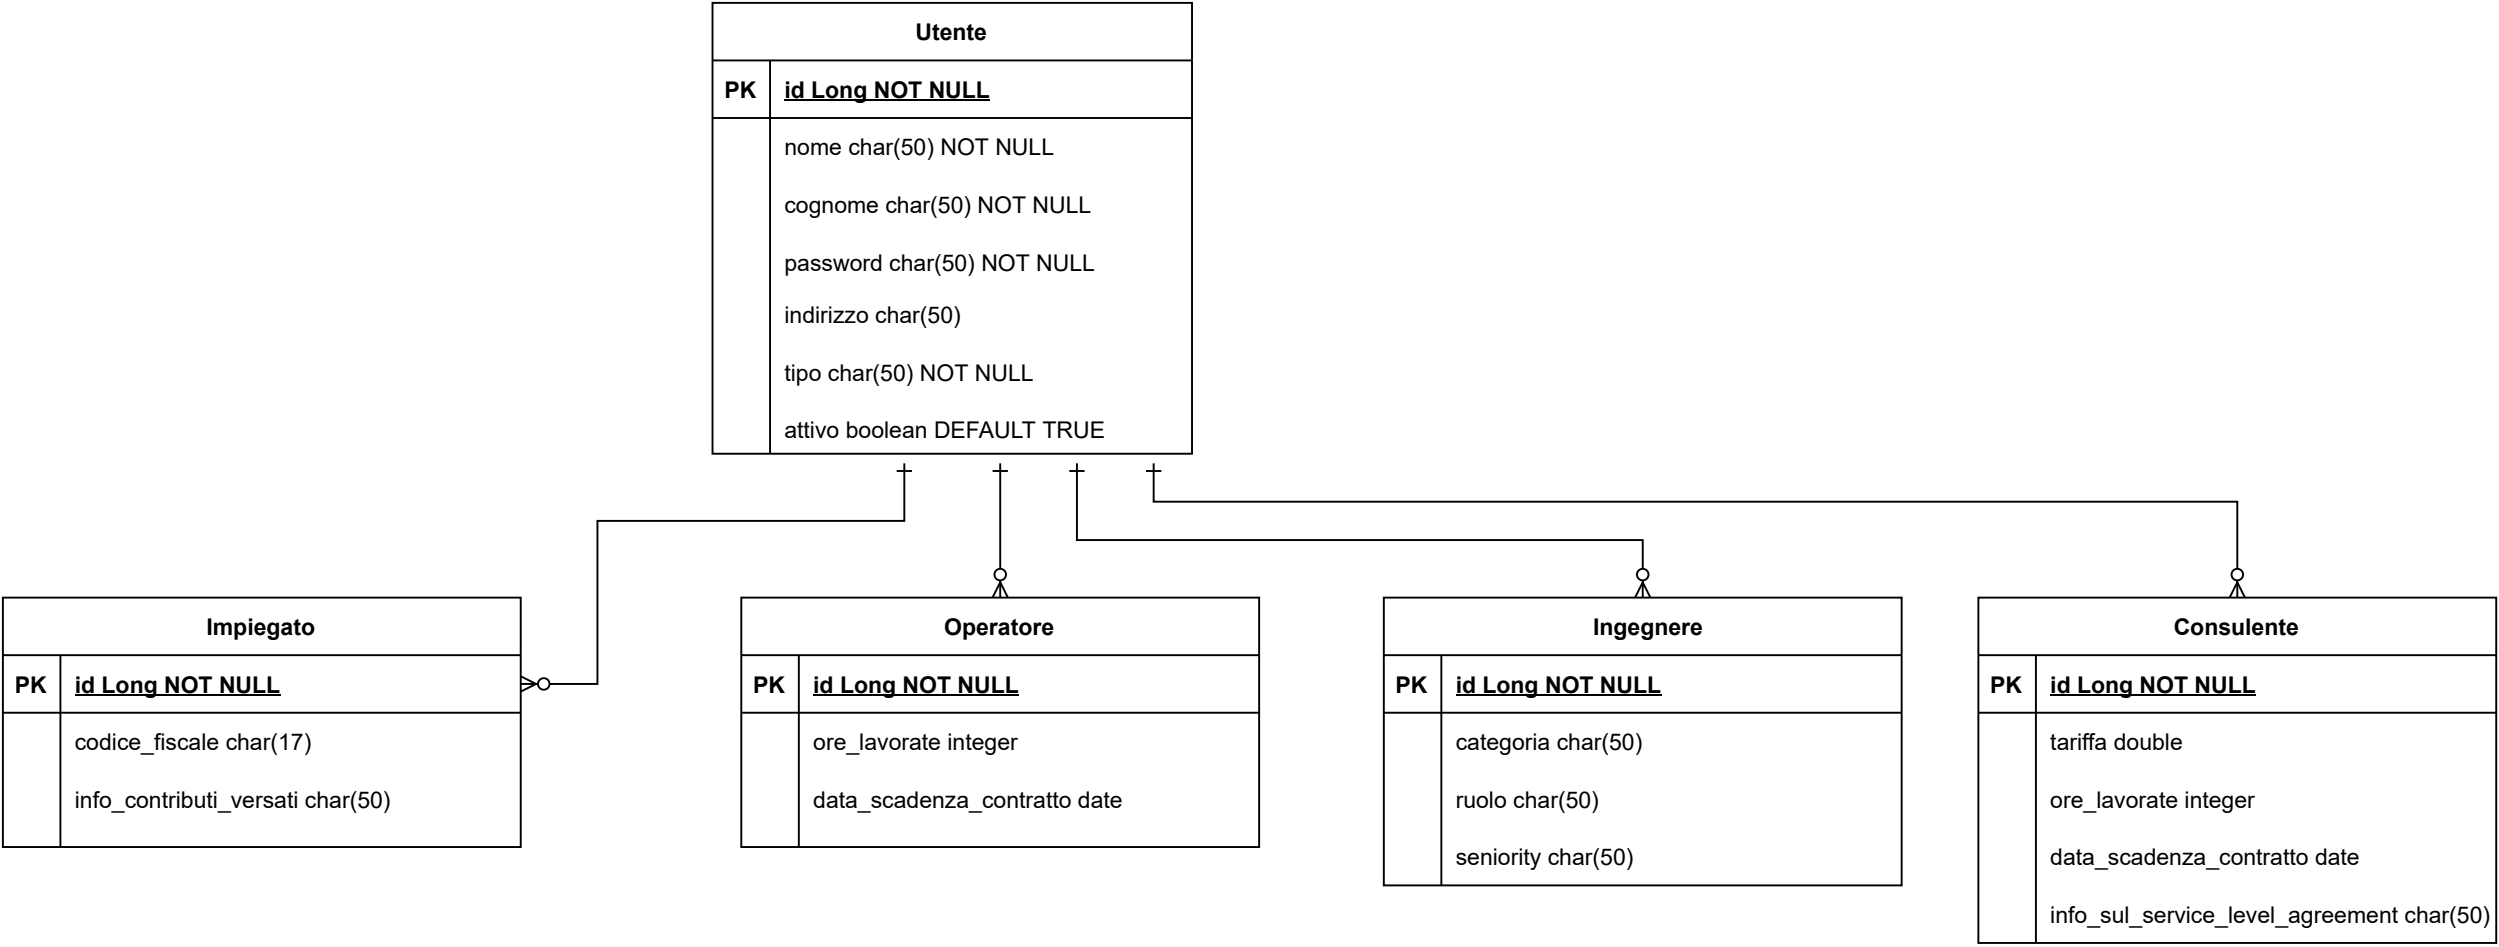 Utente
PK id Long NOT NULL
nome char(50) NOT NULL
cognome char(50) NOT NULL
password char(50) NOT NULL
indirizzo char(50)
tipo char(50) NOT NULL
attivo boolean DEFAULT TRUE
Impiegato
PK id Long NOT NULL
codice_fiscale char(17)
info_contributi_versati char(50)
Operatore
PK id Long NOT NULL
ore_lavorate integer
data_scadenza_contratto date
Ingegnere
PK id Long NOT NULL
categoria char(50)
ruolo char(50)
seniority char(50)
Consulente
PK id Long NOT NULL
tariffa double
ore_lavorate integer
data_scadenza_contratto date
info_sul_service_level_agreement char(50)